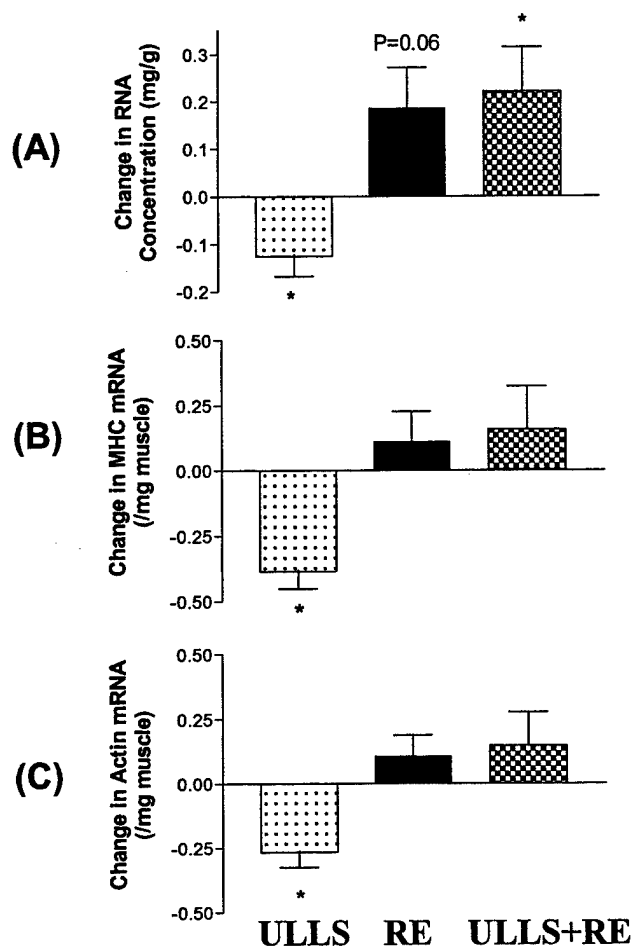 (A)
Change in RNA
Concentration (mg/g)
0.3
0.2
0.1
0.0
-0.1
-0.2
*
P=0.06
*
(B)
Change in MHC mRNA
(/mg muscle)
0.50
0.25
0.00
-0.25
-0.50
*
(C)
Change in Actin mRNA
(/mg muscle)
0.50
0.25
0.00
-0.25
-0.50
*
ULLS RE ULLS+RE